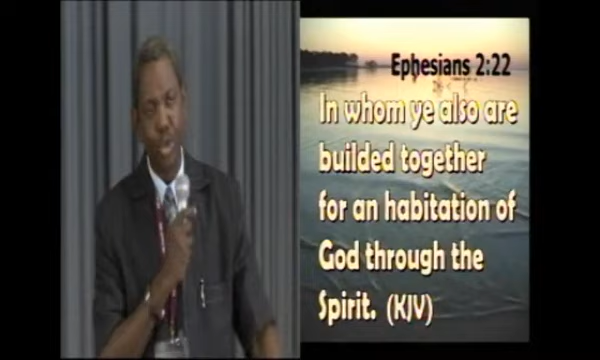 Ephesians 2:22
In whom ye also are
builded together
for an habitation of
God through the
Spirit. (KJV)